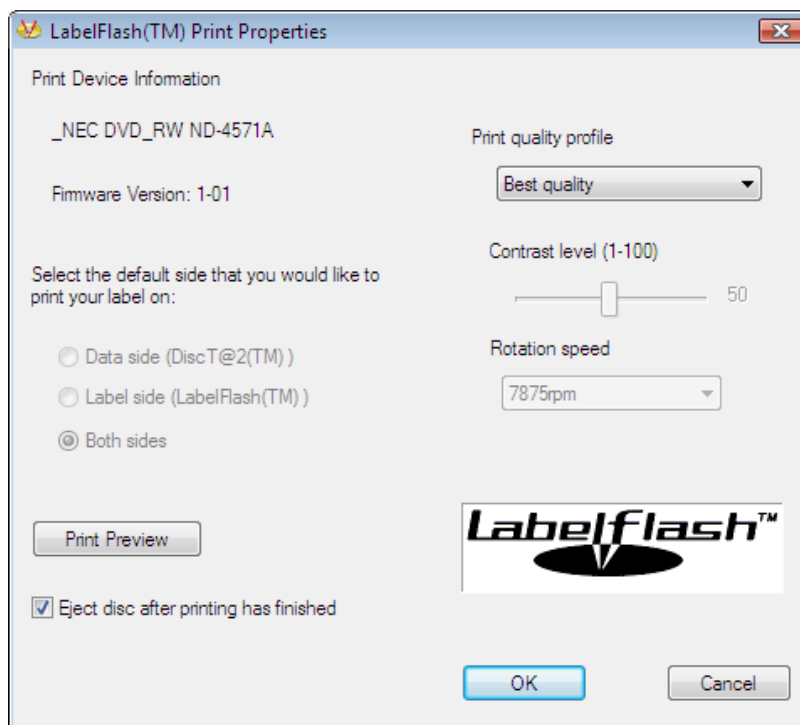 LabelFlash(TM) Print Properties
Print Device Information
_NEC DVD_RW ND-4571A
Firmware Version: 1-01
Select the default side that you would like to
print your label on:
Data side (DiscT@2(TM) )
Label side (LabelFlash(TM) )
Both sides
Print Preview
Eject disc after printing has finished
Print quality profile
Best quality
Contrast level (1-100)
50
Rotation speed
7875rpm
Labelflash™
OK
Cancel